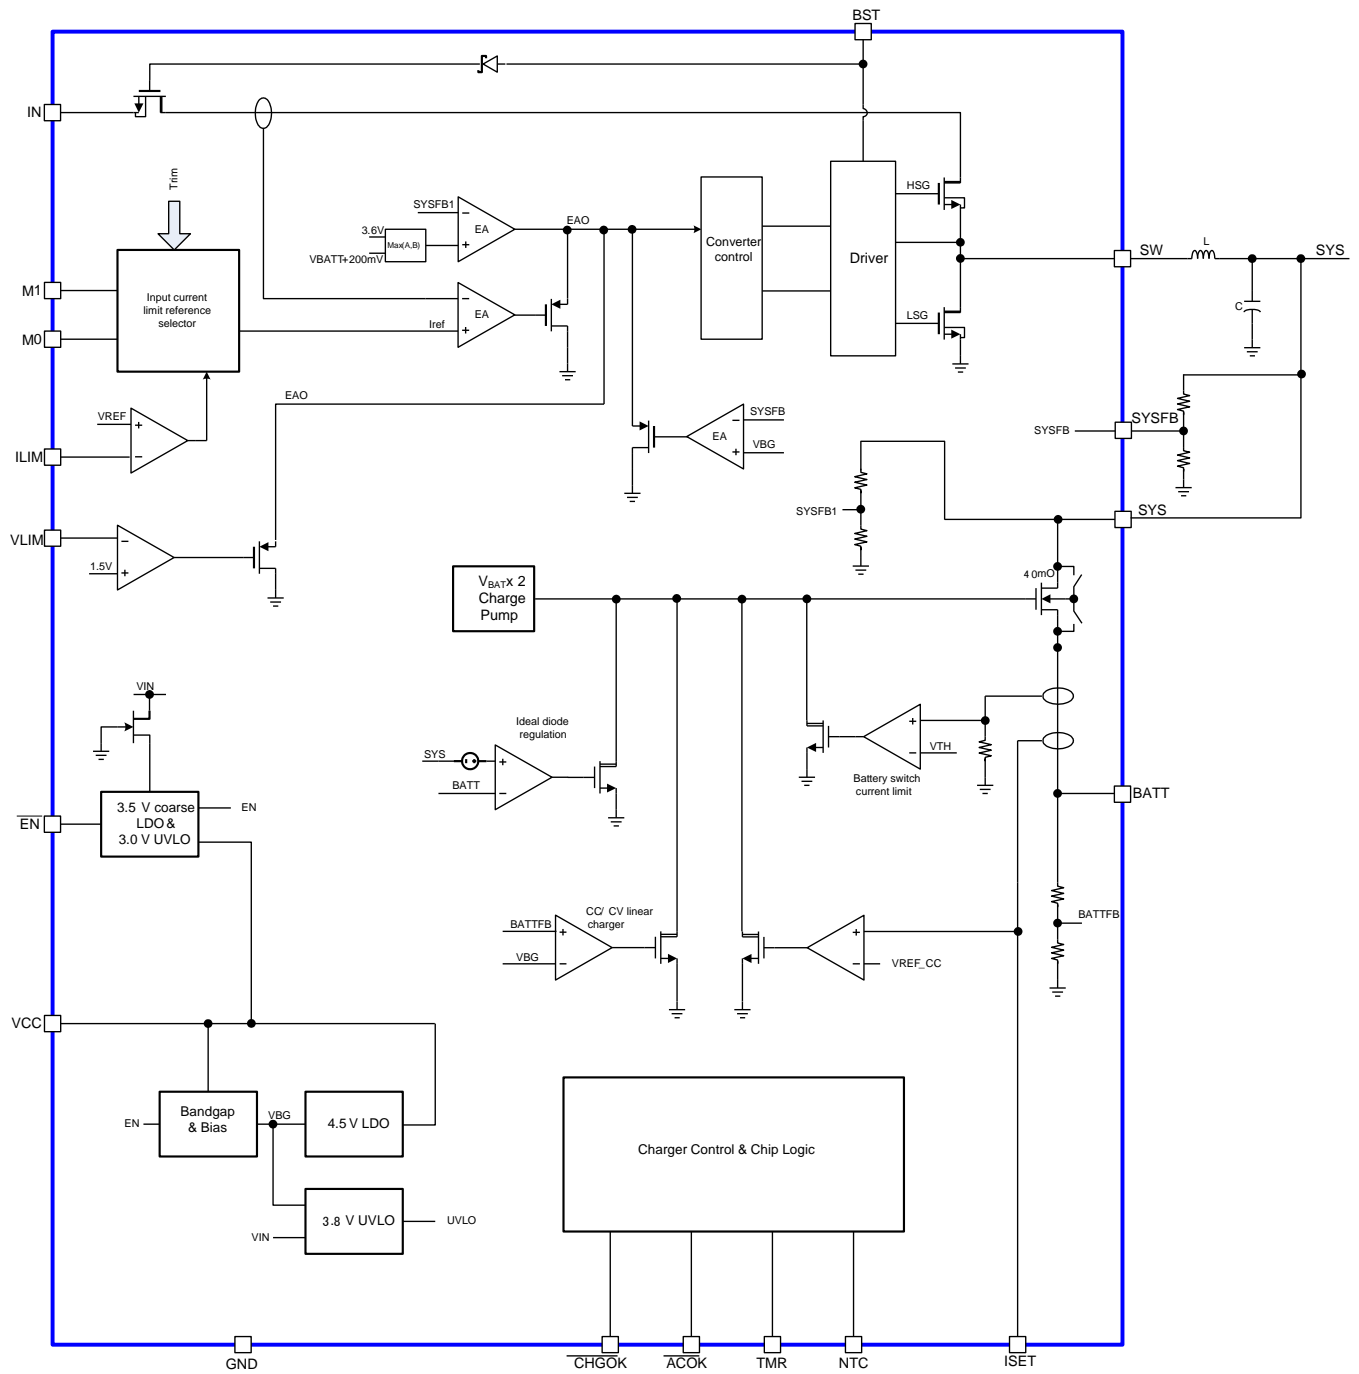 BST
IN
Trim
HSG
SYSFB1
EA
EAO
3.6V
Max(A,B)
VBATT+200mV
Converter
control
Driver
SW
L
SYS
M1
Input current
limit reference
selector
Iref
EA
LSG
C
M0
EAO
VREF
SYSFB
EA
VBG
SYSFB
SYSFB
ILIM
SYSFB1
SYS
VLIM
1.5V
40mO
VBATx 2
Charge
Pump
VIN
Ideal diode
regulation
SYS
BATT
VTH
Battery switch
current limit
BATT
EN
3.5 V coarse
LDO &
3.0 V UVLO
EN
CC/ CV linear
charger
BATTFB
VBG
VREF_CC
BATTFB
VCC
EN
Bandgap
& Bias
VBG
4.5 V LDO
Charger Control & Chip Logic
3.8 V UVLO
UVLO
VIN
GND
CHGOK
ACOK
TMR
NTC
ISET